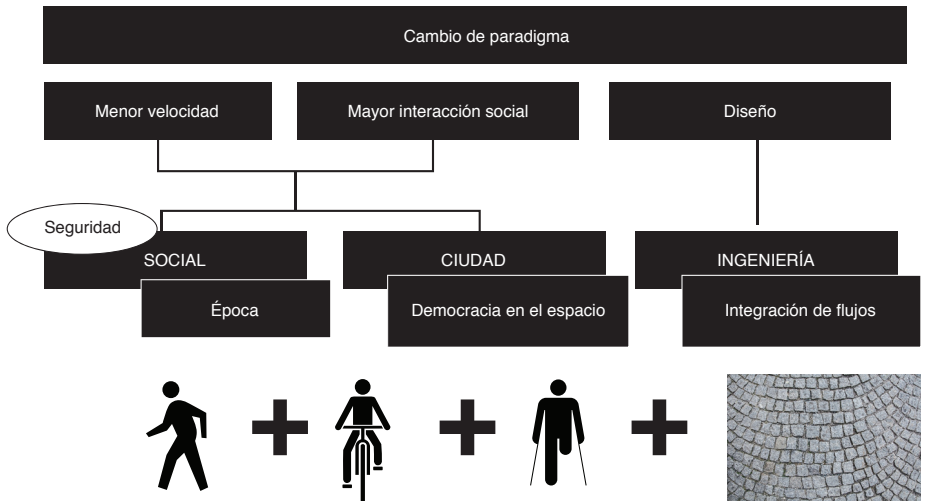 Cambio de paradigma
Menor velocidad
Mayor interacción social
Diseño
Seguridad
SOCIAL
CIUDAD
INGENIERÍA
Época
Democracia en el espacio
Integración de flujos